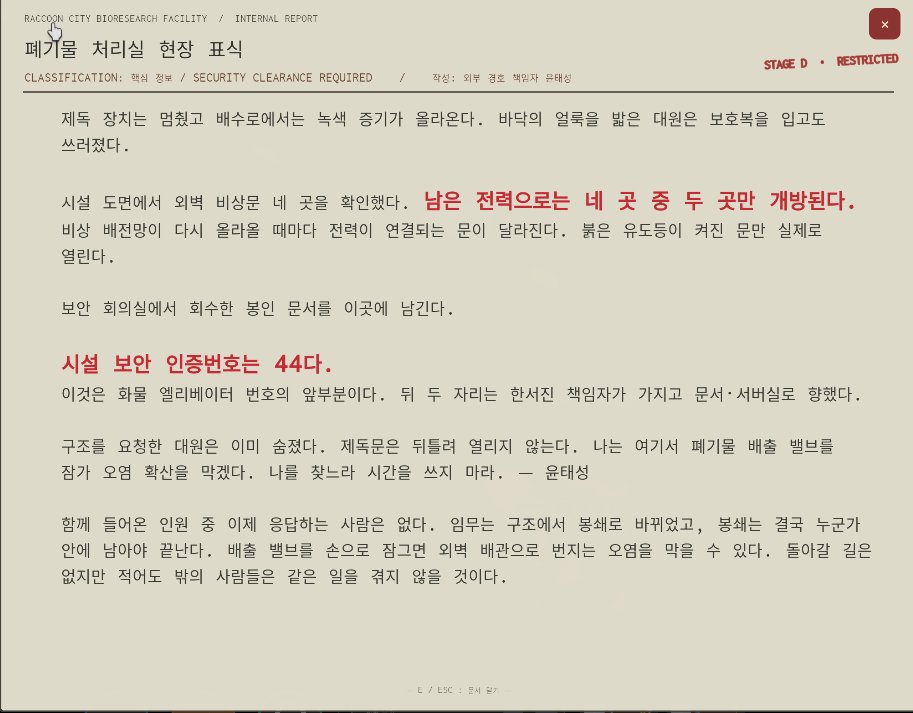 RACCOON CITY BIORESEARCH FACILITY / INTERNAL REPORT
폐기물 처리실 현장 표식
CLASSIFICATION: 핵심 정보 / SECURITY CLEARANCE REQUIRED / 작성: 외부 경호 책임자 윤태성
STAGE D • RESTRICTED
×
제독 장치는 멈췄고 배수로에서는 녹색 증기가 올라온다. 바닥의 얼룩을 밟은 대원은 보호복을 입고도
쓰러졌다.
시설 도면에서 외벽 비상문 네 곳을 확인했다. 남은 전력으로는 네 곳 중 두 곳만 개방된다.
비상 배전망이 다시 올라올 때마다 전력이 연결되는 문이 달라진다. 붉은 유도등이 켜진 문만 실제로
열린다.
보안 회의실에서 회수한 봉인 문서를 이곳에 남긴다.
시설 보안 인증번호는 44다.
이것은 화물 엘리베이터 번호의 앞부분이다. 뒤 두 자리는 한서진 책임자가 가지고 문서·서버실로 향했다.
구조를 요청한 대원은 이미 숨졌다. 제독문은 뒤틀려 열리지 않는다. 나는 여기서 폐기물 배출 밸브를
잠가 오염 확산을 막겠다. 나를 찾느라 시간을 쓰지 마라. — 윤태성
함께 들어온 인원 중 이제 응답하는 사람은 없다. 임무는 구조에서 봉쇄로 바뀌었고, 봉쇄는 결국 누군가
안에 남아야 끝난다. 배출 밸브를 손으로 잠그면 외벽 배관으로 번지는 오염을 막을 수 있다. 돌아갈 길은
없지만 적어도 밖의 사람들은 같은 일을 겪지 않을 것이다.
— E / ESC : 문서 닫기 —